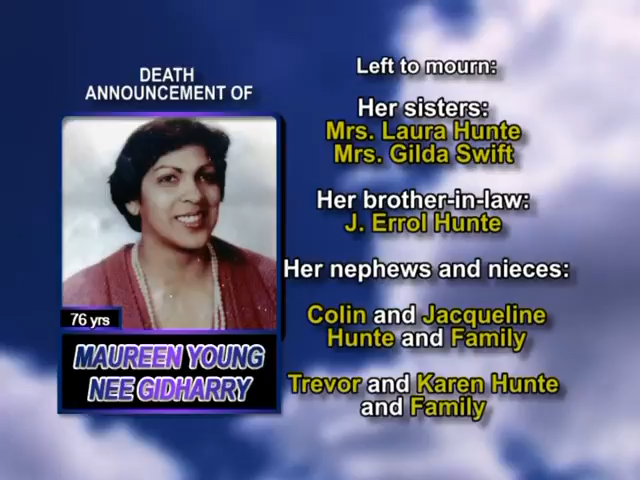 DEATH
ANNOUNCEMENT OF
76 yrs
MAUREEN YOUNG
NEE GIDHARRY
Left to mourn:
Her sisters:
Mrs. Laura Hunte
Mrs. Gilda Swift
Her brother-in-law:
J. Errol Hunte
Her nephews and nieces:
Colin and Jacqueline
Hunte and Family
Trevor and Karen Hunte
and Family